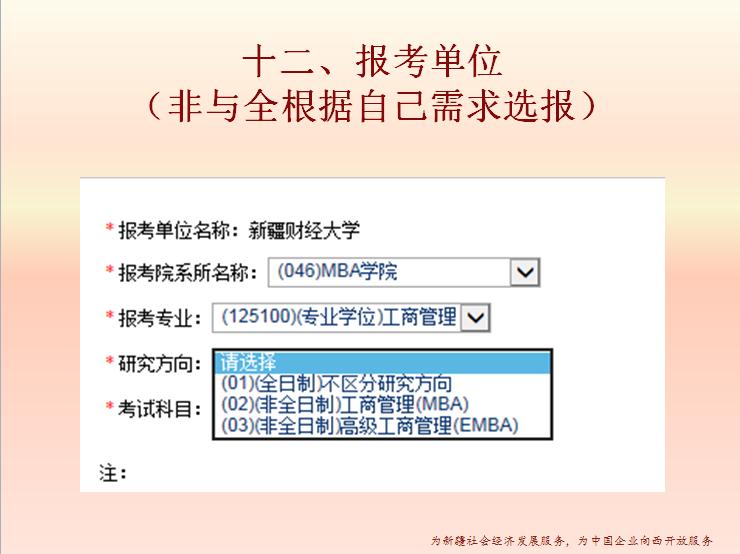 十二、报考单位
（非与全根据自己需求选报）
*报考单位名称：新疆财经大学
*报考院系所名称：(046)MBA学院
*报考专业：(125100)(专业学位)工商管理
*研究方向：请选择
(01)(全日制)不区分研究方向
*考试科目：(02)(非全日制)工商管理(MBA)
(03)(非全日制)高级工商管理(EMBA)
注：
为新疆社会经济发展服务，为中国企业向西开放服务